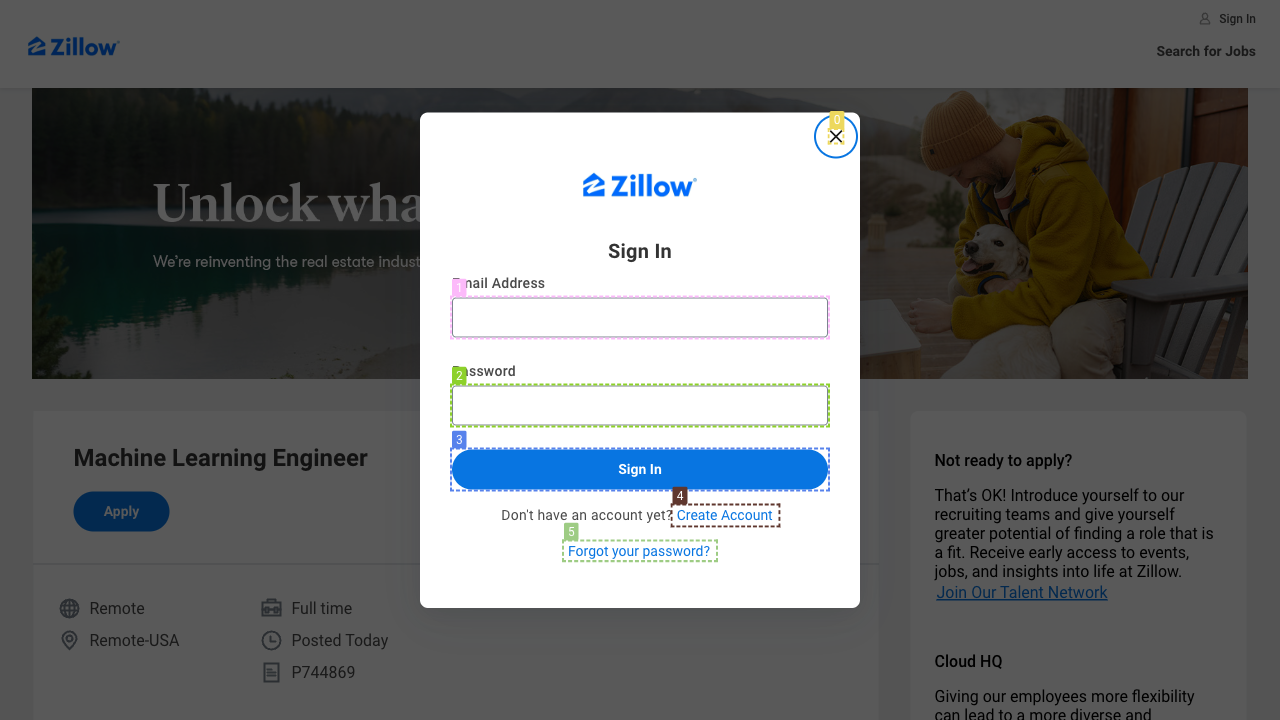 Sign In
Zillow
Search for Jobs
Unlock wha
We're reinventing the real estate indust
0
Zillow
Sign In
1
mail Address
2
ssword
3
Sign In
4
Don't have an account yet? Create Account
5
Forgot your password?
Machine Learning Engineer
Apply
Remote
Full time
Remote-USA
Posted Today
P744869
Not ready to apply?
That's OK! Introduce yourself to our
recruiting teams and give yourself
greater potential of finding a role that is
a fit. Receive early access to events,
jobs, and insights into life at Zillow.
Join Our Talent Network
Cloud HQ
Giving our employees more flexibility
can lead to a more diverse and